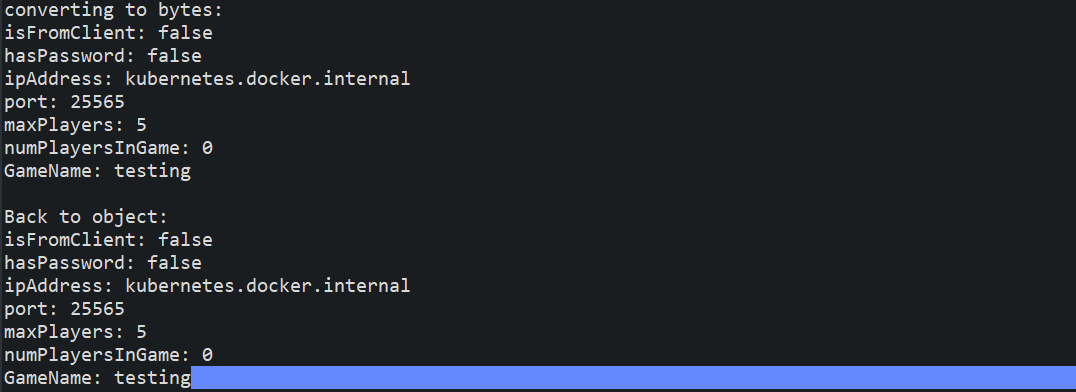 converting to bytes:
isFromClient: false
hasPassword: false
ipAddress: kubernetes.docker.internal
port: 25565
maxPlayers: 5
numPlayersInGame: 0
GameName: testing

Back to object:
isFromClient: false
hasPassword: false
ipAddress: kubernetes.docker.internal
port: 25565
maxPlayers: 5
numPlayersInGame: 0
GameName: testing